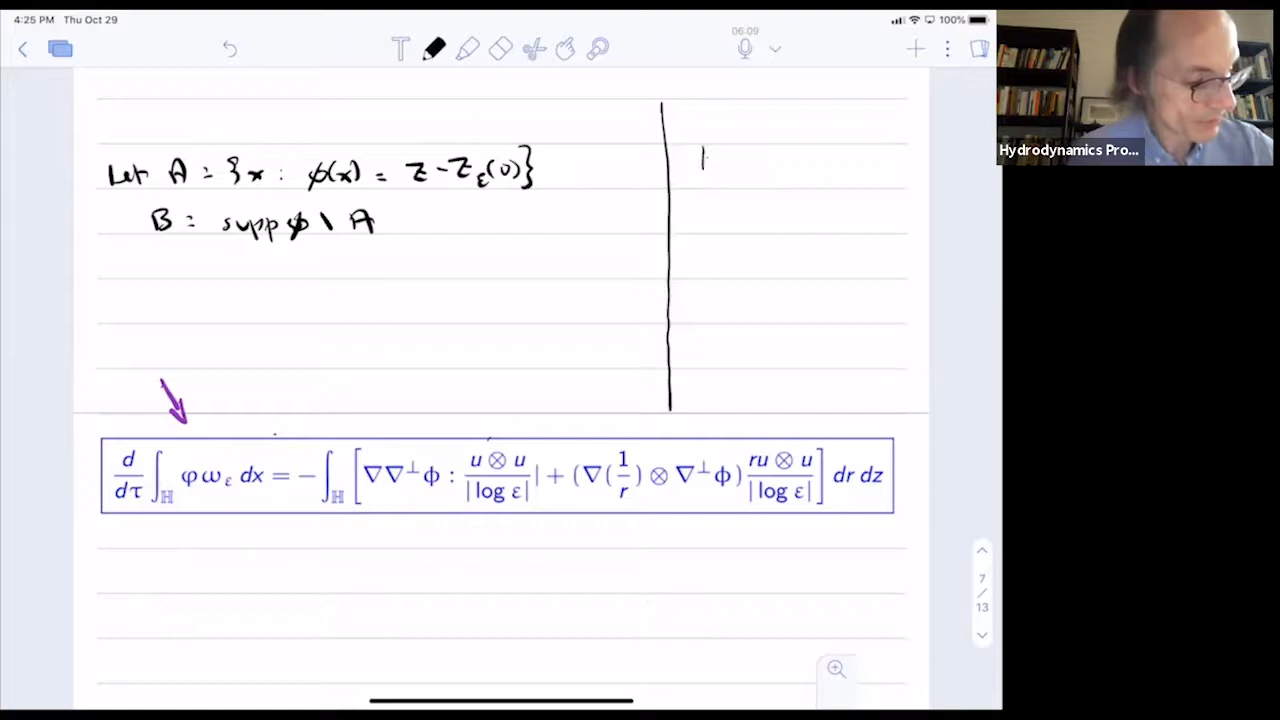 4:25 PM Thu Oct 29
100%
06:09
T
Hydrodynamics Pro...
Let A = {x : φ(x) = z - z_ε(0)}
B = supp φ \ A
d/dτ ∫_ℍ φ ω_ε dx = - ∫_ℍ [ ∇∇^⊥ φ : u ⊗ u / |log ε| | + (∇(1/r) ⊗ ∇^⊥ φ) ru ⊗ u / |log ε| ] dr dz
7
/
13